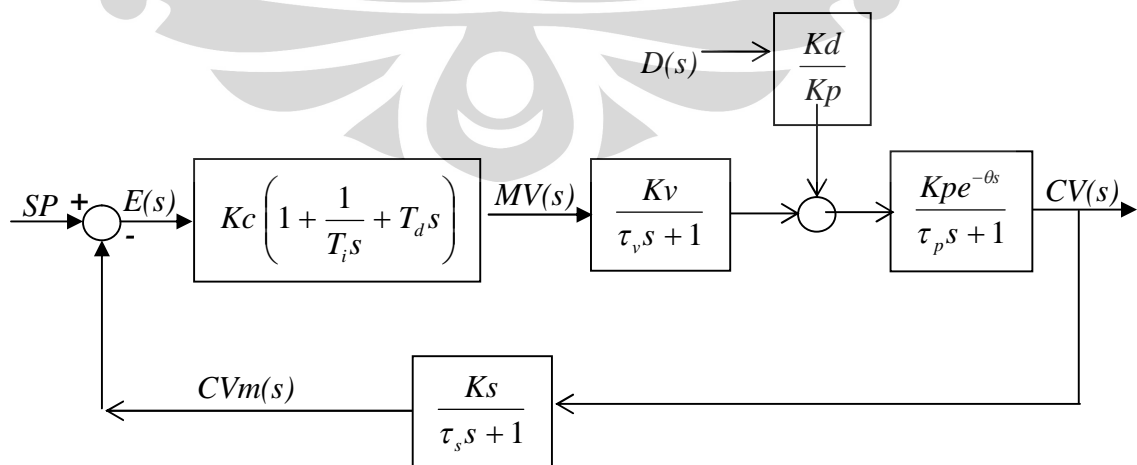 D(s)
Kd
Kp
SP + E(s)
-
Kc ( 1 + 1 / T_i s + T_d s )
MV(s)
Kv
τ_v s + 1
Kpe^{-θs}
τ_p s + 1
CV(s)
CVm(s)
Ks
τ_s s + 1